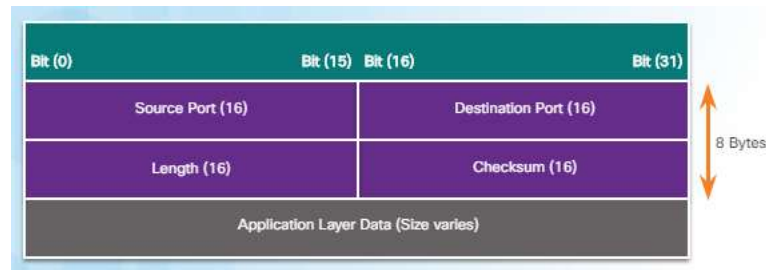 Bit (0) Bit (15) Bit (16) Bit (31)
Source Port (16) Destination Port (16)
8 Bytes
Length (16) Checksum (16)
Application Layer Data (Size varies)